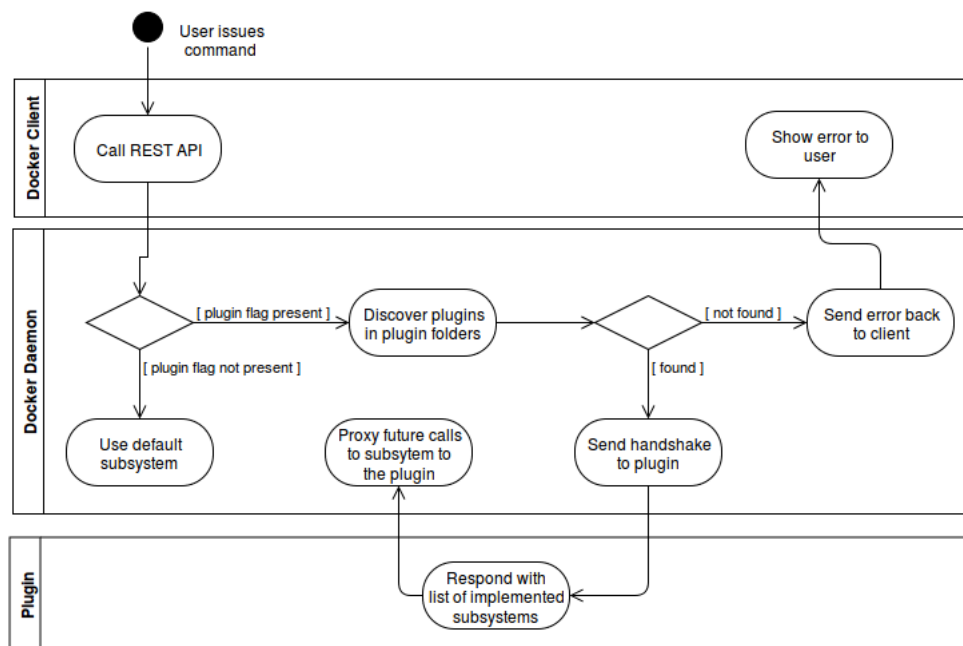 User issues
command
Docker Client
Call REST API
Show error to
user
Docker Daemon
[ plugin flag present ]
Discover plugins
in plugin folders
[ not found ]
Send error back
to client
[ plugin flag not present ]
[ found ]
Use default
subsystem
Proxy future calls
to subsytem to
the plugin
Send handshake
to plugin
Plugin
Respond with
list of implemented
subsystems